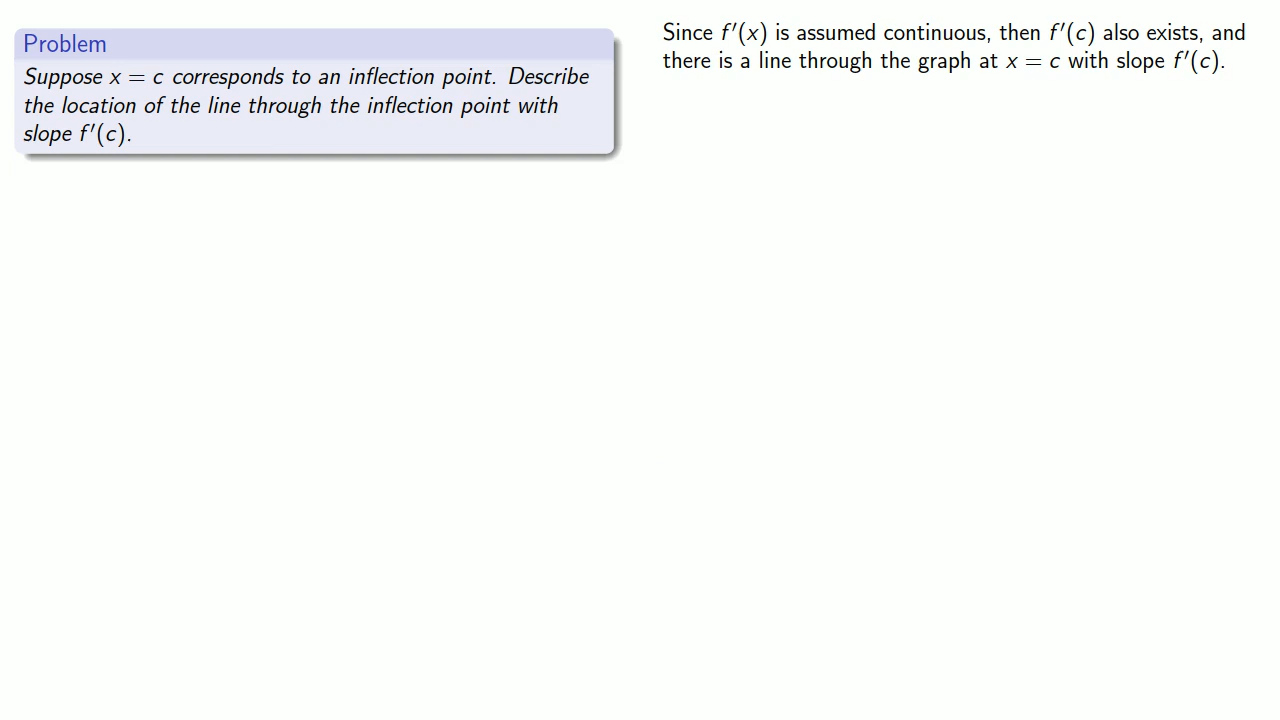 Problem
Suppose x = c corresponds to an inflection point. Describe
the location of the line through the inflection point with
slope f′(c).
Since f′(x) is assumed continuous, then f′(c) also exists, and
there is a line through the graph at x = c with slope f′(c).